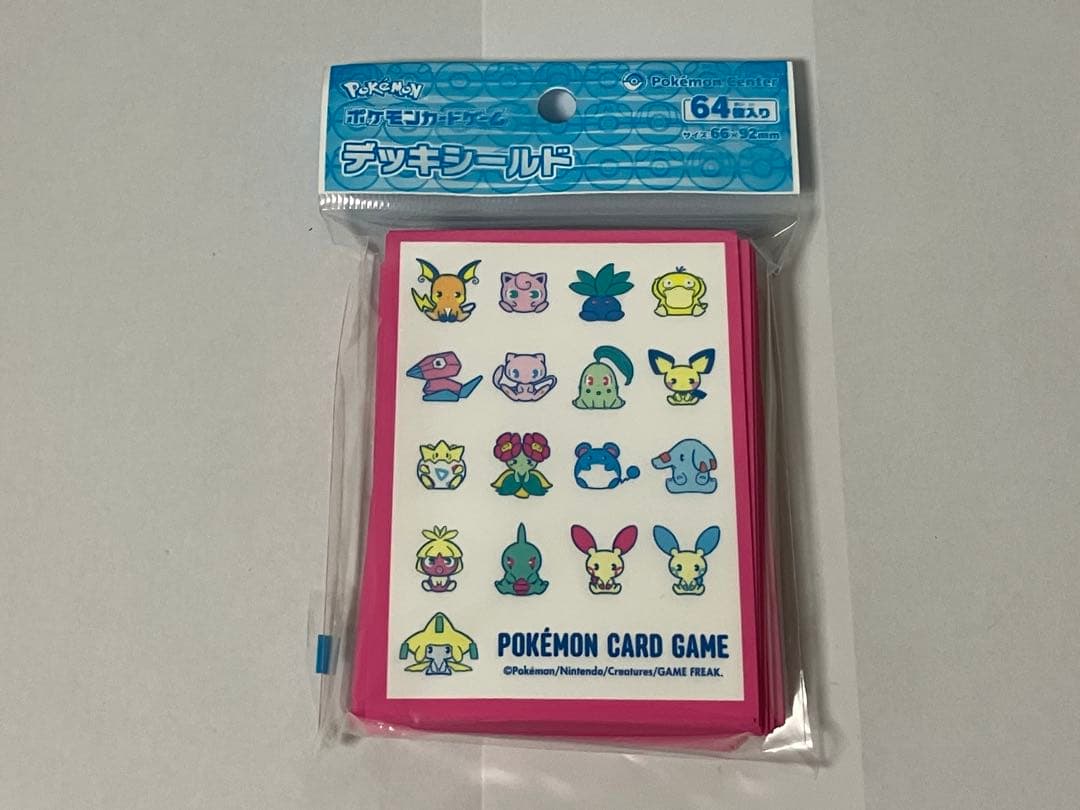 Pokémon
ポケモンカードゲーム
デッキシールド
Pokémon Center
64個入り
サイズ 66×92mm
POKÉMON CARD GAME
©Pokémon/Nintendo/Creatures/GAME FREAK.